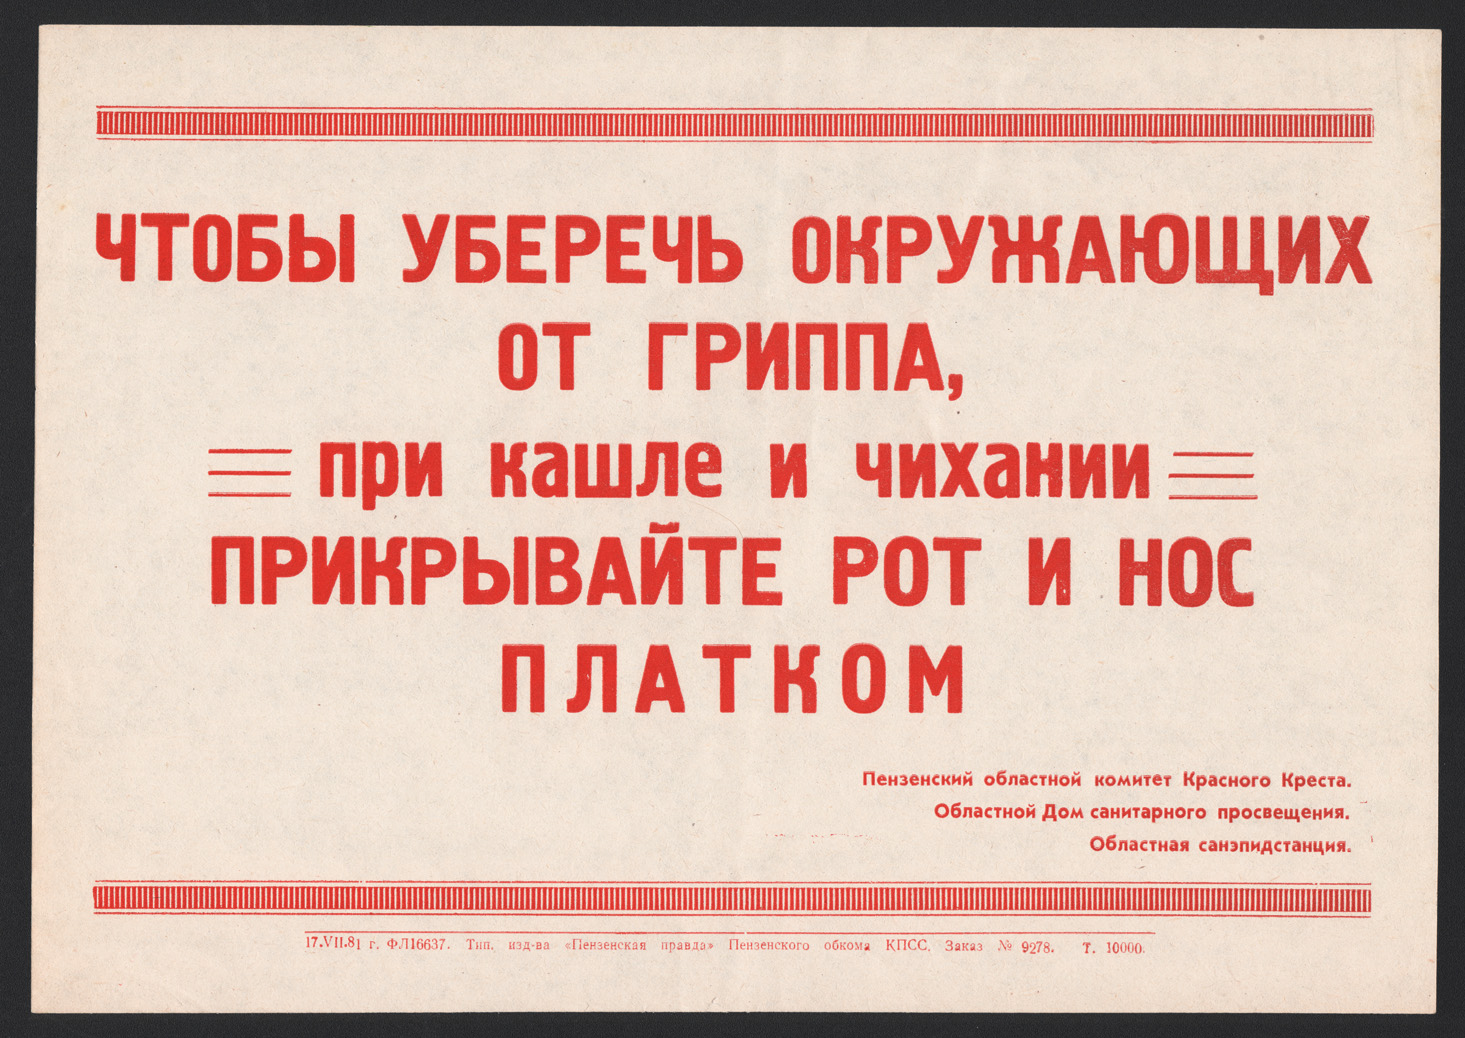 ЧТОБЫ УБЕРЕЧЬ ОКРУЖАЮЩИХ
ОТ ГРИППА,
при кашле и чихании
ПРИКРЫВАЙТЕ РОТ И НОС
ПЛАТКОМ
Пензенский областной комитет Красного Креста.
Областной Дом санитарного просвещения.
Областная санэпидстанция.
17.VII.81 г. ФЛ16637. Тип. изд-ва «Пензенская правда» Пензенского обкома КПСС. Заказ № 9278. Т. 10000.